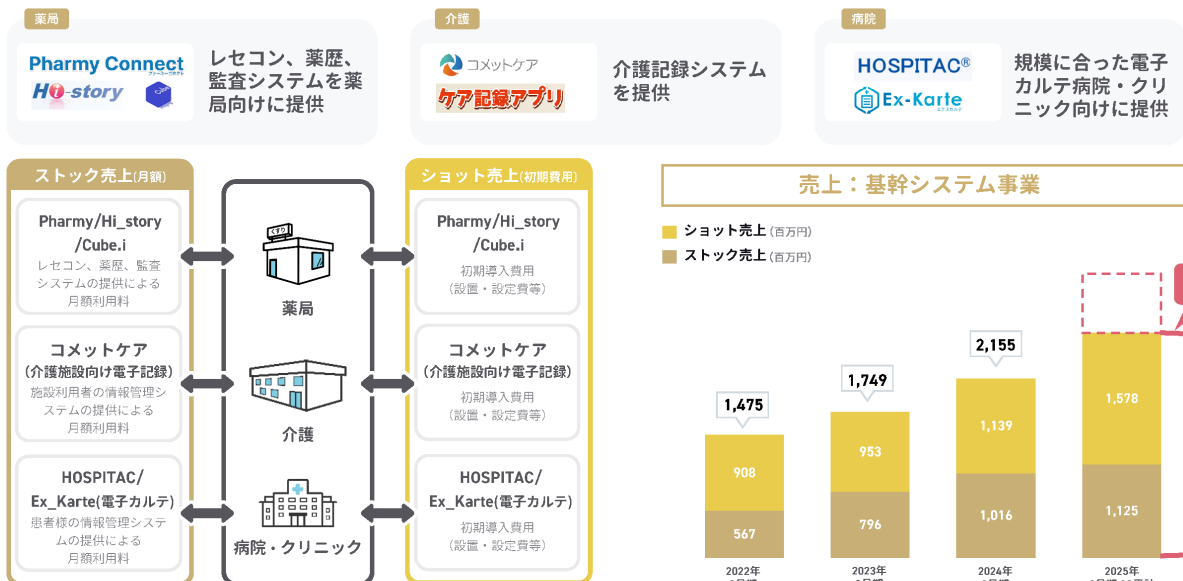 薬局
Pharmy Connect
Hi-story
レセコン、薬歴、
監査システムを薬
局向けに提供
介護
コメットケア
ケア記録アプリ
介護記録システム
を提供
病院
HOSPITAC®
Ex-Karte
エクスカルテ
規模に合った電子
カルテ病院・クリ
ニック向けに提供
ストック売上(月額)
Pharmy/Hi_story
/Cube.i
レセコン、薬歴、監査
システムの提供による
月額利用料
コメットケア
(介護施設向け電子記録)
施設利用者の情報管理シ
ステムの提供による
月額利用料
HOSPITAC/
Ex_Karte(電子カルテ)
患者様の情報管理システ
ムの提供による
月額利用料
くすり
薬局
介護
病院・クリニック
ショット売上(初期費用)
Pharmy/Hi_story
/Cube.i
初期導入費用
(設置・設定費等)
コメットケア
(介護施設向け電子記録)
初期導入費用
(設置・設定費等)
HOSPITAC/
Ex_Karte(電子カルテ)
初期導入費用
(設置・設定費等)
売上：基幹システム事業
ショット売上(百万円)
ストック売上(百万円)
1,475
908
567
2022年
1,749
953
796
2023年
2,155
1,139
1,016
2024年
1,578
1,125
2025年